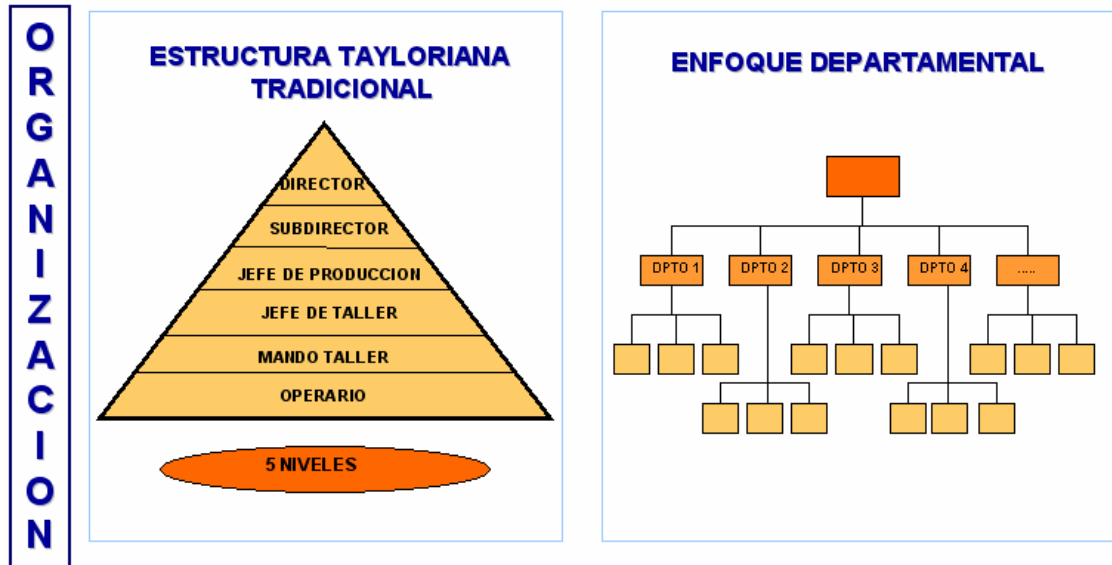 ORGANIZACION
ESTRUCTURA TAYLORIANA
TRADICIONAL
DIRECTOR
SUBDIRECTOR
JEFE DE PRODUCCION
JEFE DE TALLER
MANDO TALLER
OPERARIO
5 NIVELES
ENFOQUE DEPARTAMENTAL
DPTO 1
DPTO 2
DPTO 3
DPTO 4
.....